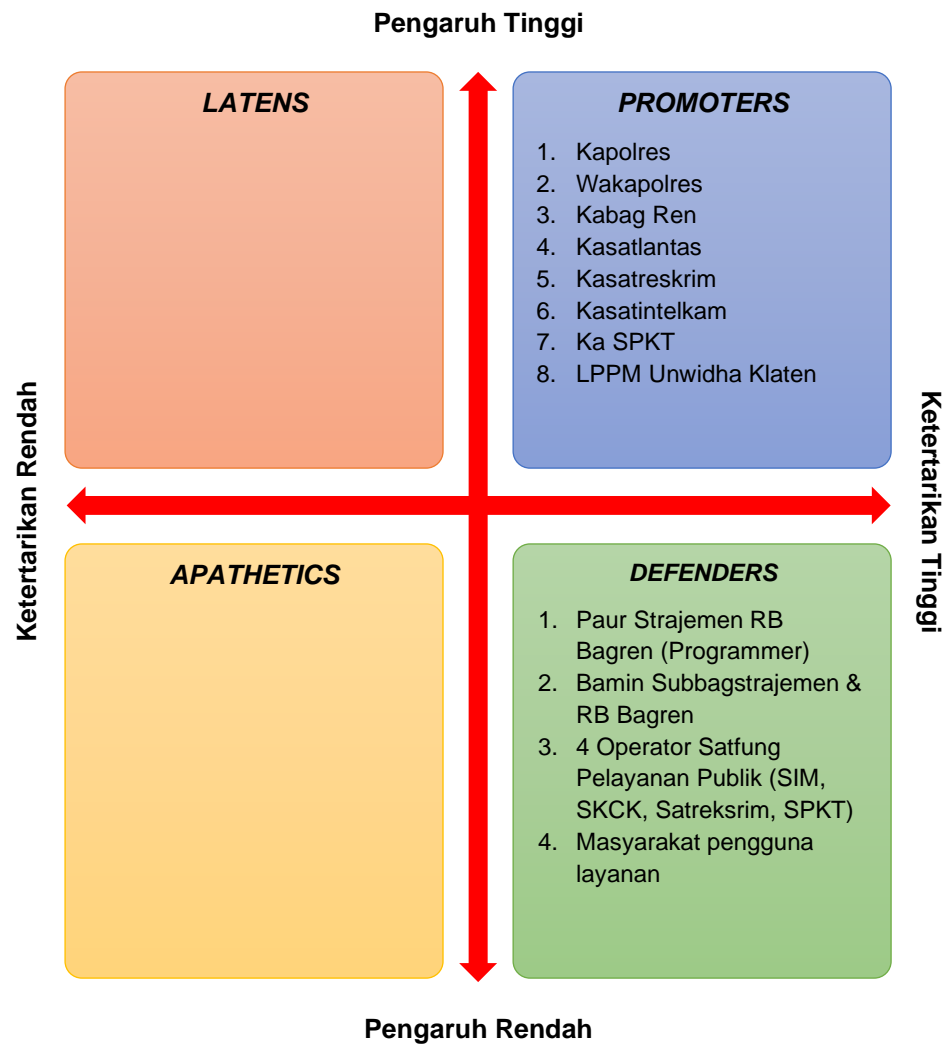 Pengaruh Tinggi
LATENS
PROMOTERS
1. Kapolres
2. Wakapolres
3. Kabag Ren
4. Kasatlantas
5. Kasatreskrim
6. Kasatintelkam
7. Ka SPKT
8. LPPM Unwidha Klaten
Ketertarikan Rendah
Ketertarikan Tinggi
APATHETICS
DEFENDERS
1. Paur Strajemen RB
Bagren (Programmer)
2. Bamin Subbagstrajemen &
RB Bagren
3. 4 Operator Satfung
Pelayanan Publik (SIM,
SKCK, Satreksrim, SPKT)
4. Masyarakat pengguna
layanan
Pengaruh Rendah